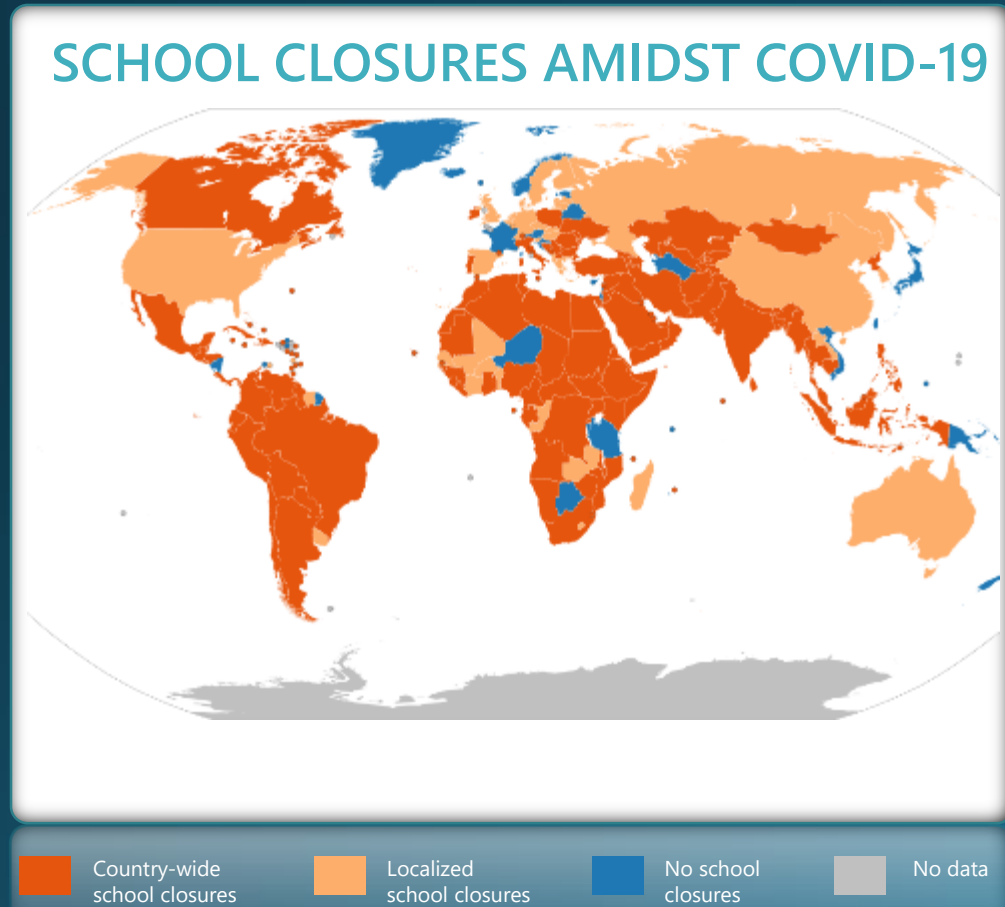 SCHOOL CLOSURES AMIDST COVID-19
Country-wide
school closures
Localized
school closures
No school
closures
No data